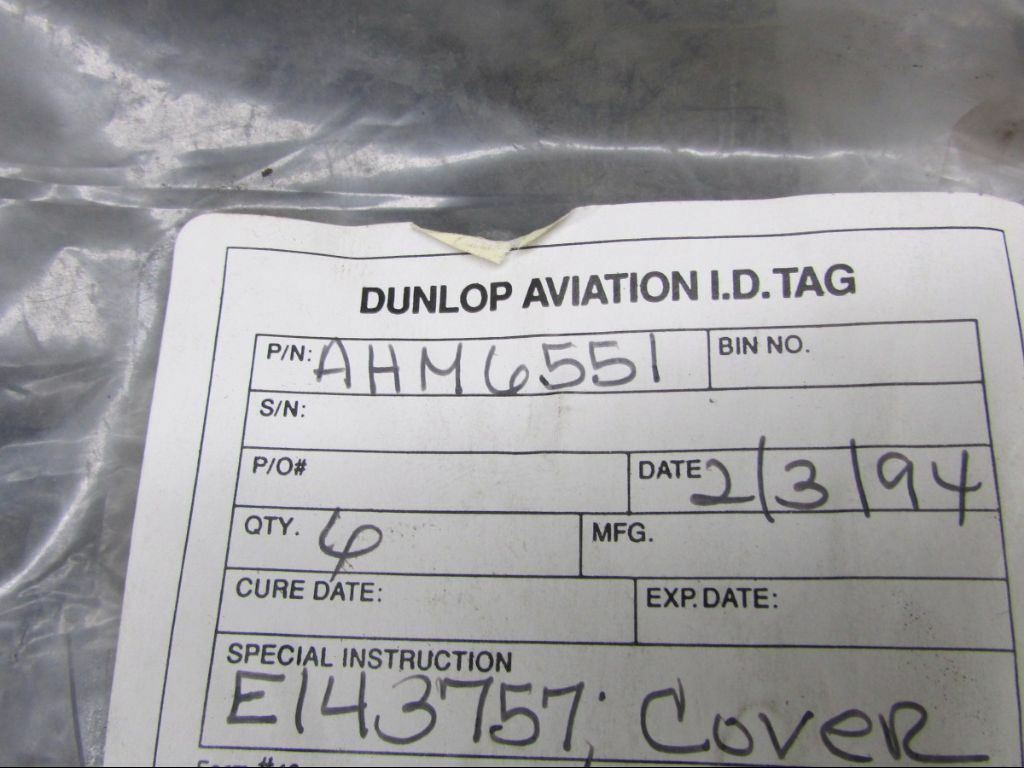 DUNLOP AVIATION I.D. TAG
P/N: AHM6551 BIN NO.
S/N:
P/O# DATE 2/3/94
QTY. 6 MFG.
CURE DATE: EXP. DATE:
SPECIAL INSTRUCTION
E143757; Cover